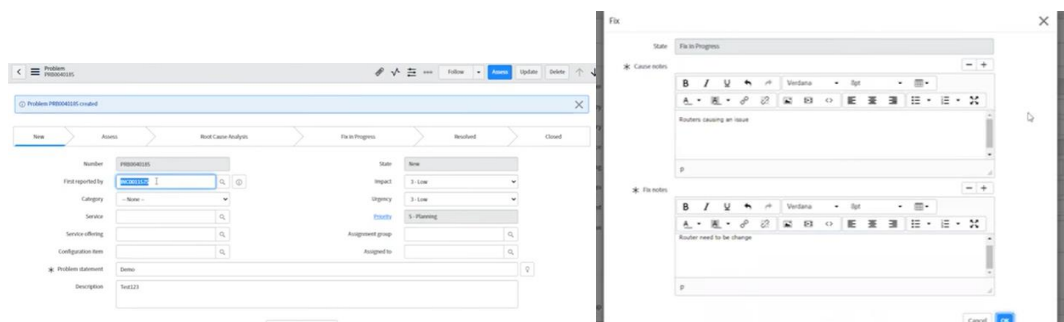 Problem
PRB0040185
Follow
Assess
Update
Delete
Problem PRB0040185 created
New
Assess
Root Cause Analysis
Fix in Progress
Resolved
Closed
Number
PRB0040185
State
New
First reported by
Impact
3 - Low
Category
-- None --
Urgency
3 - Low
Service
Priority
5 - Planning
Service offering
Assignment group
Configuration item
Assigned to
Problem statement
Demo
Description
Test123
Fix
State
Fix in Progress
Cause notes
B I U
Verdana
8pt
Routers causing an issue
p
Fix notes
B I U
Verdana
8pt
Router need to be change
p
Cancel
OK